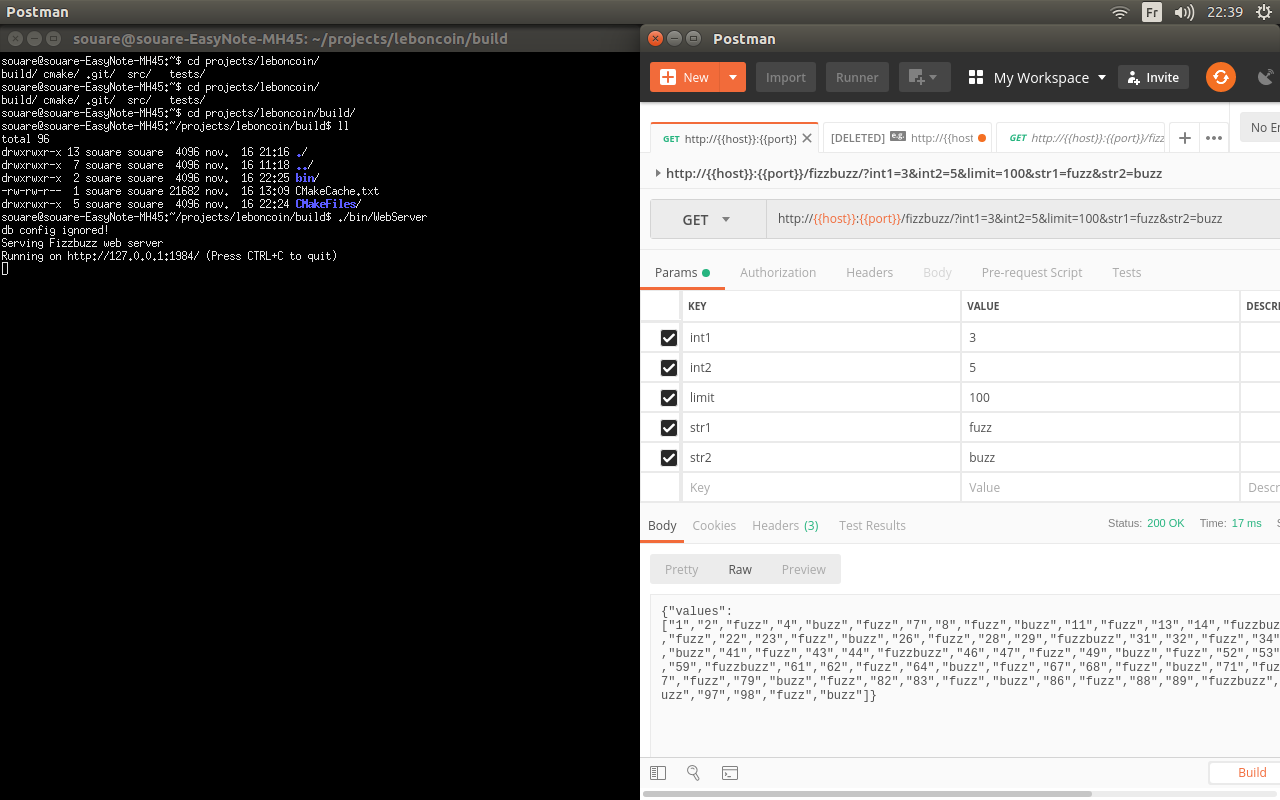 Postman
Fr
22:39
souare@souare-EasyNote-MH45: ~/projects/leboncoin/build
souare@souare-EasyNote-MH45:~$ cd projects/leboncoin/
build/ cmake/ .git/  src/   tests/
souare@souare-EasyNote-MH45:~$ cd projects/leboncoin/
build/ cmake/ .git/  src/   tests/
souare@souare-EasyNote-MH45:~$ cd projects/leboncoin/build/
souare@souare-EasyNote-MH45:~/projects/leboncoin/build$ ll
total 96
drwxrwxr-x 13 souare souare  4096 nov.  16 21:16 ./
drwxrwxr-x  7 souare souare  4096 nov.  16 11:18 ../
drwxrwxr-x  2 souare souare  4096 nov.  16 22:25 bin/
-rw-rw-r--  1 souare souare 21682 nov.  16 13:09 CMakeCache.txt
drwxrwxr-x  5 souare souare  4096 nov.  16 22:24 CMakeFiles/
souare@souare-EasyNote-MH45:~/projects/leboncoin/build$ ./bin/WebServer
db config ignored!
Serving Fizzbuzz web server
Running on http://127.0.0.1:1984/ (Press CTRL+C to quit)
Postman
New
Import
Runner
My Workspace
Invite
GET http://{{host}}:{{port}}
[DELETED] e.g. http://{{host
GET http://{{host}}:{{port}/fizz
No En
http://{{host}}:{{port}}/fizzbuzz/?int1=3&int2=5&limit=100&str1=fuzz&str2=buzz
GET
http://{{host}}:{{port}}/fizzbuzz/?int1=3&int2=5&limit=100&str1=fuzz&str2=buzz
Params
Authorization
Headers
Body
Pre-request Script
Tests
KEY VALUE DESCRI
int1 3
int2 5
limit 100
str1 fuzz
str2 buzz
Key Value Descr
Body
Cookies
Headers (3)
Test Results
Status: 200 OK
Time: 17 ms
S
Pretty
Raw
Preview
{"values":
["1","2","fuzz","4","buzz","fuzz","7","8","fuzz","buzz","11","fuzz","13","14","fuzzbuz
,"fuzz","22","23","fuzz","buzz","26","fuzz","28","29","fuzzbuzz","31","32","fuzz","34"
,"buzz","41","fuzz","43","44","fuzzbuzz","46","47","fuzz","49","buzz","fuzz","52","53"
,"59","fuzzbuzz","61","62","fuzz","64","buzz","fuzz","67","68","fuzz","buzz","71","fuz
7","fuzz","79","buzz","fuzz","82","83","fuzz","buzz","86","fuzz","88","89","fuzzbuzz",
uzz","97","98","fuzz","buzz"]}
Build